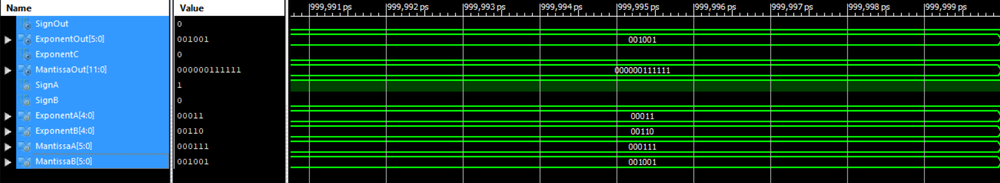 Name Value 999,991 ps 999,992 ps 999,993 ps 999,994 ps 999,995 ps 999,996 ps 999,997 ps 999,998 ps 999,999 ps
SignOut 0
ExponentOut[5:0] 001001 001001
ExponentC 0
MantissaOut[11:0] 000000111111 000000111111
SignA 1
SignB 0
ExponentA[4:0] 00011 00011
ExponentB[4:0] 00110 00110
MantissaA[5:0] 000111 000111
MantissaB[5:0] 001001 001001